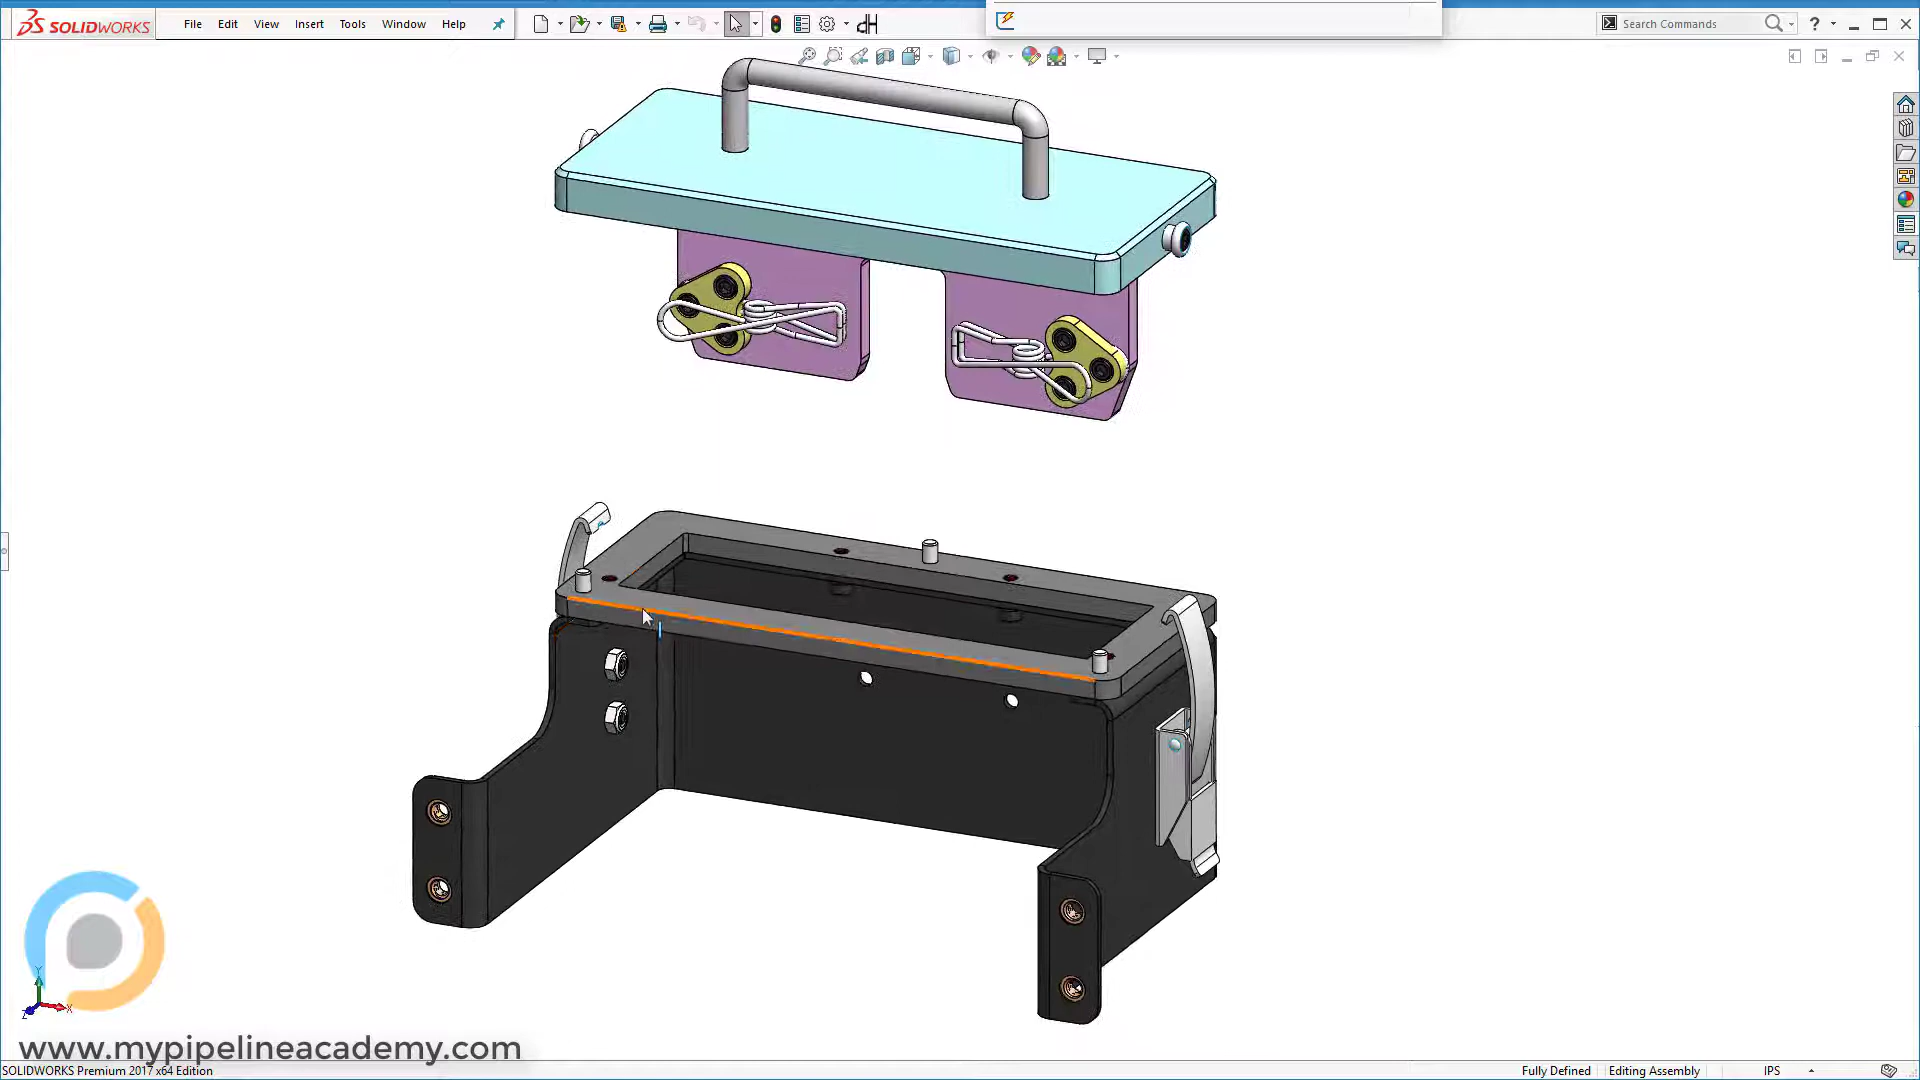 SOLIDWORKS File Edit View Insert Tools Window Help
Search Commands
?
Y
X
Z
www.mypipelineacademy.com
SOLIDWORKS Premium 2017 x64 Edition
Fully Defined Editing Assembly IPS